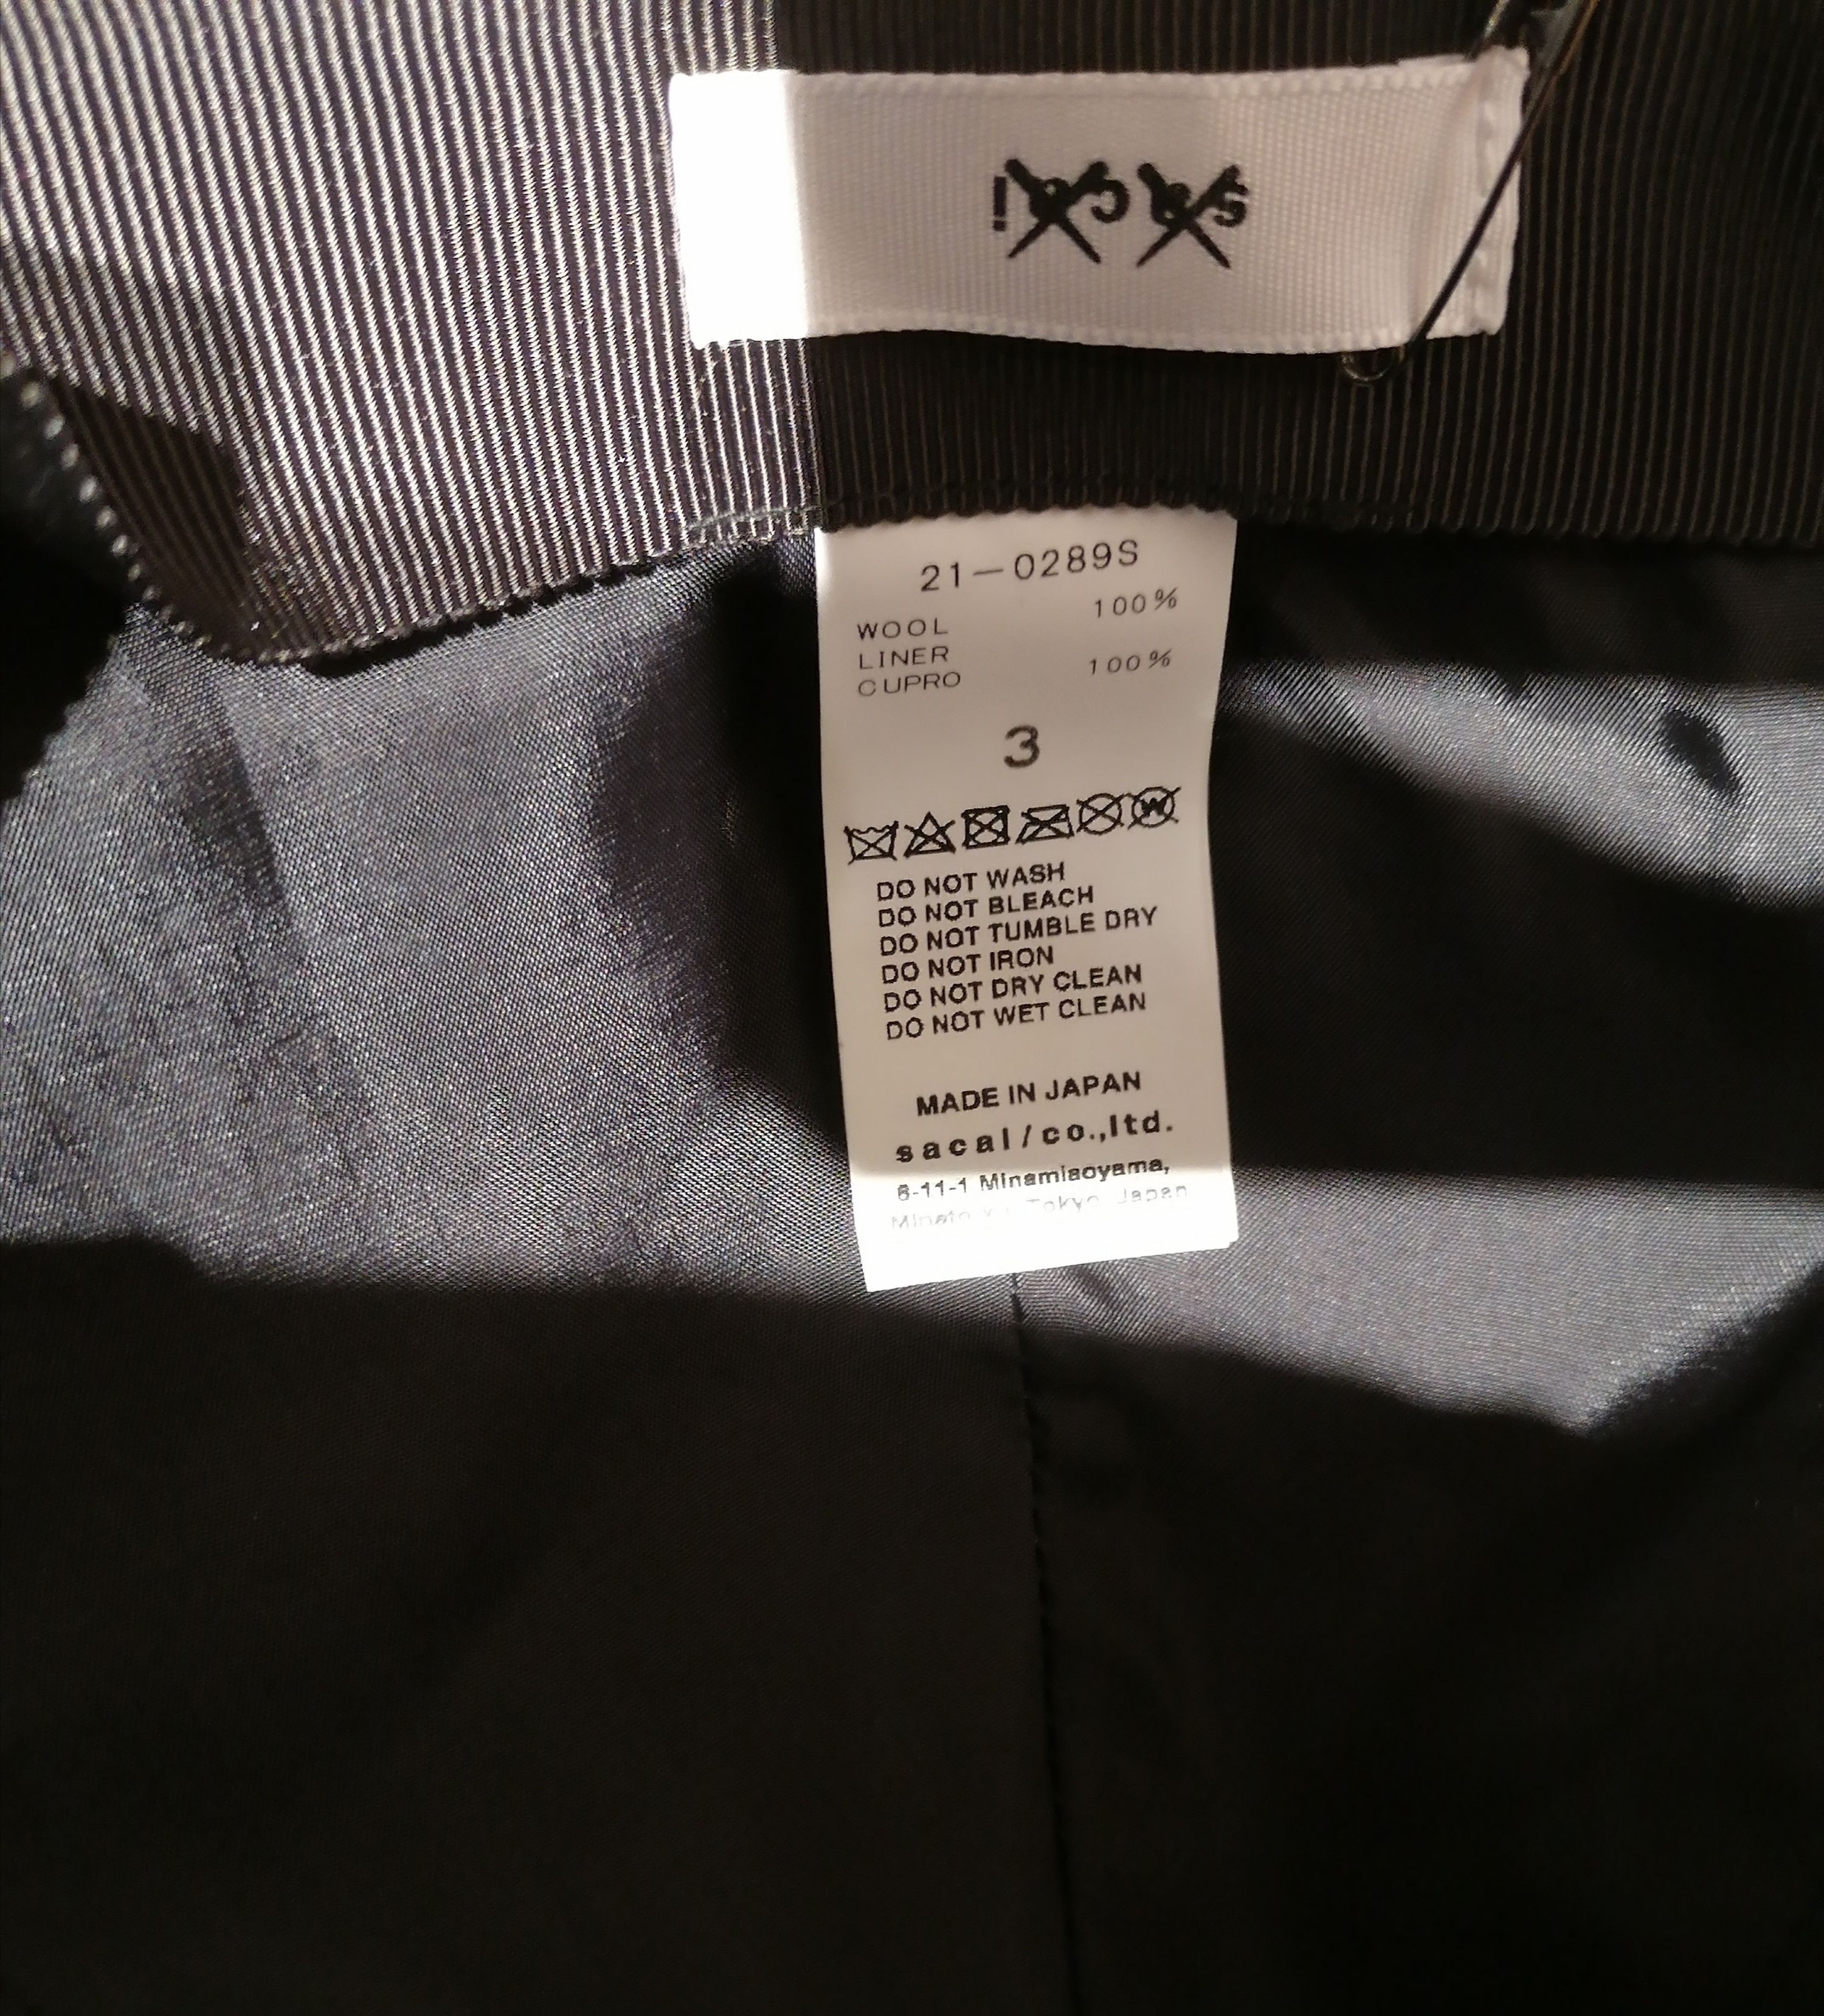 sacai
21-0289S
WOOL 100%
LINER
CUPRO 100%
3
W
DO NOT WASH
DO NOT BLEACH
DO NOT TUMBLE DRY
DO NOT IRON
DO NOT DRY CLEAN
DO NOT WET CLEAN
MADE IN JAPAN
sacai/co.,ltd.
6-11-1 Minamiaoyama,
Minato Tokyo Japan